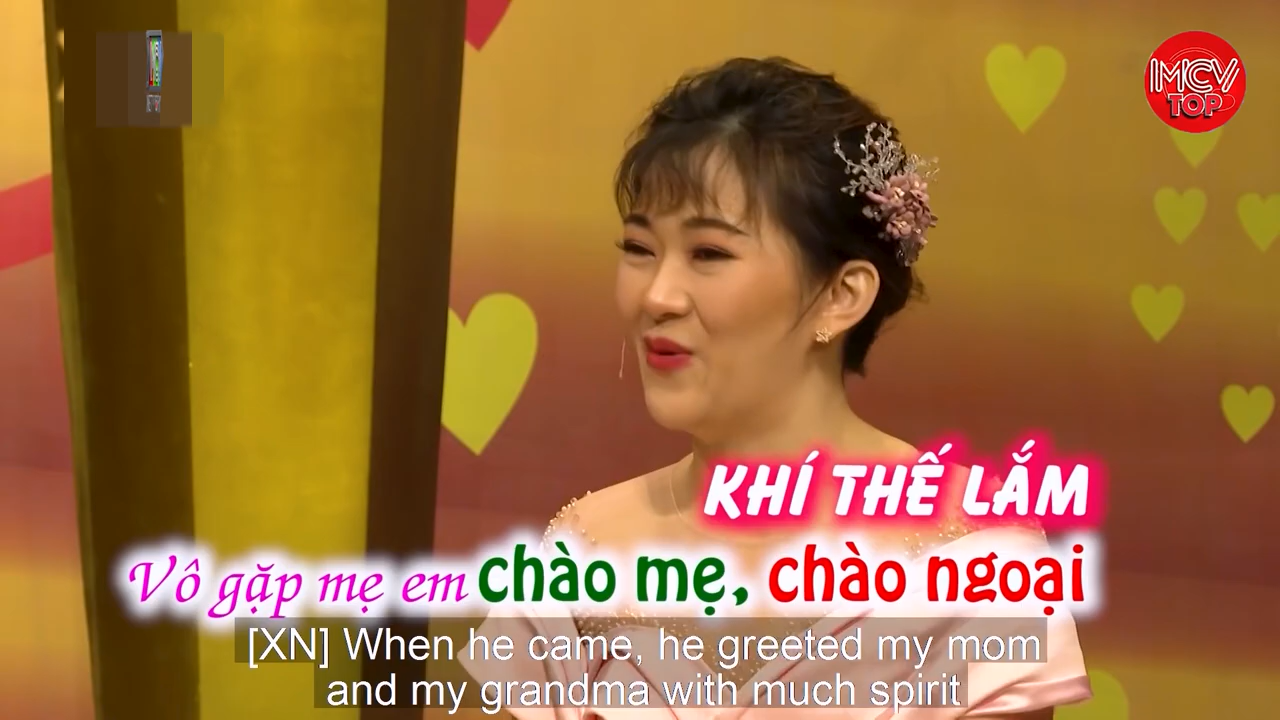 MCV
TOP
KHÍ THẾ LẮM
Vô gặp mẹ em chào mẹ, chào ngoại
[XN] When he came, he greeted my mom
and my grandma with much spirit